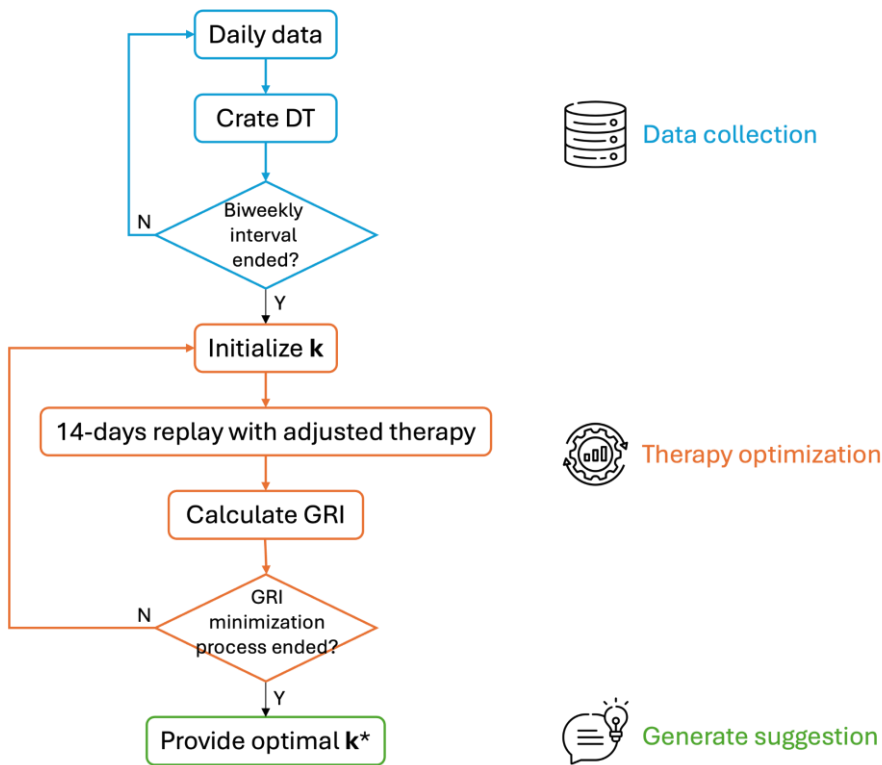 Daily data
Crate DT
Data collection
Biweekly
interval
ended?
N
Y
Initialize k
14-days replay with adjusted therapy
Therapy optimization
Calculate GRI
GRI
minimization
process ended?
N
Y
Provide optimal k*
Generate suggestion